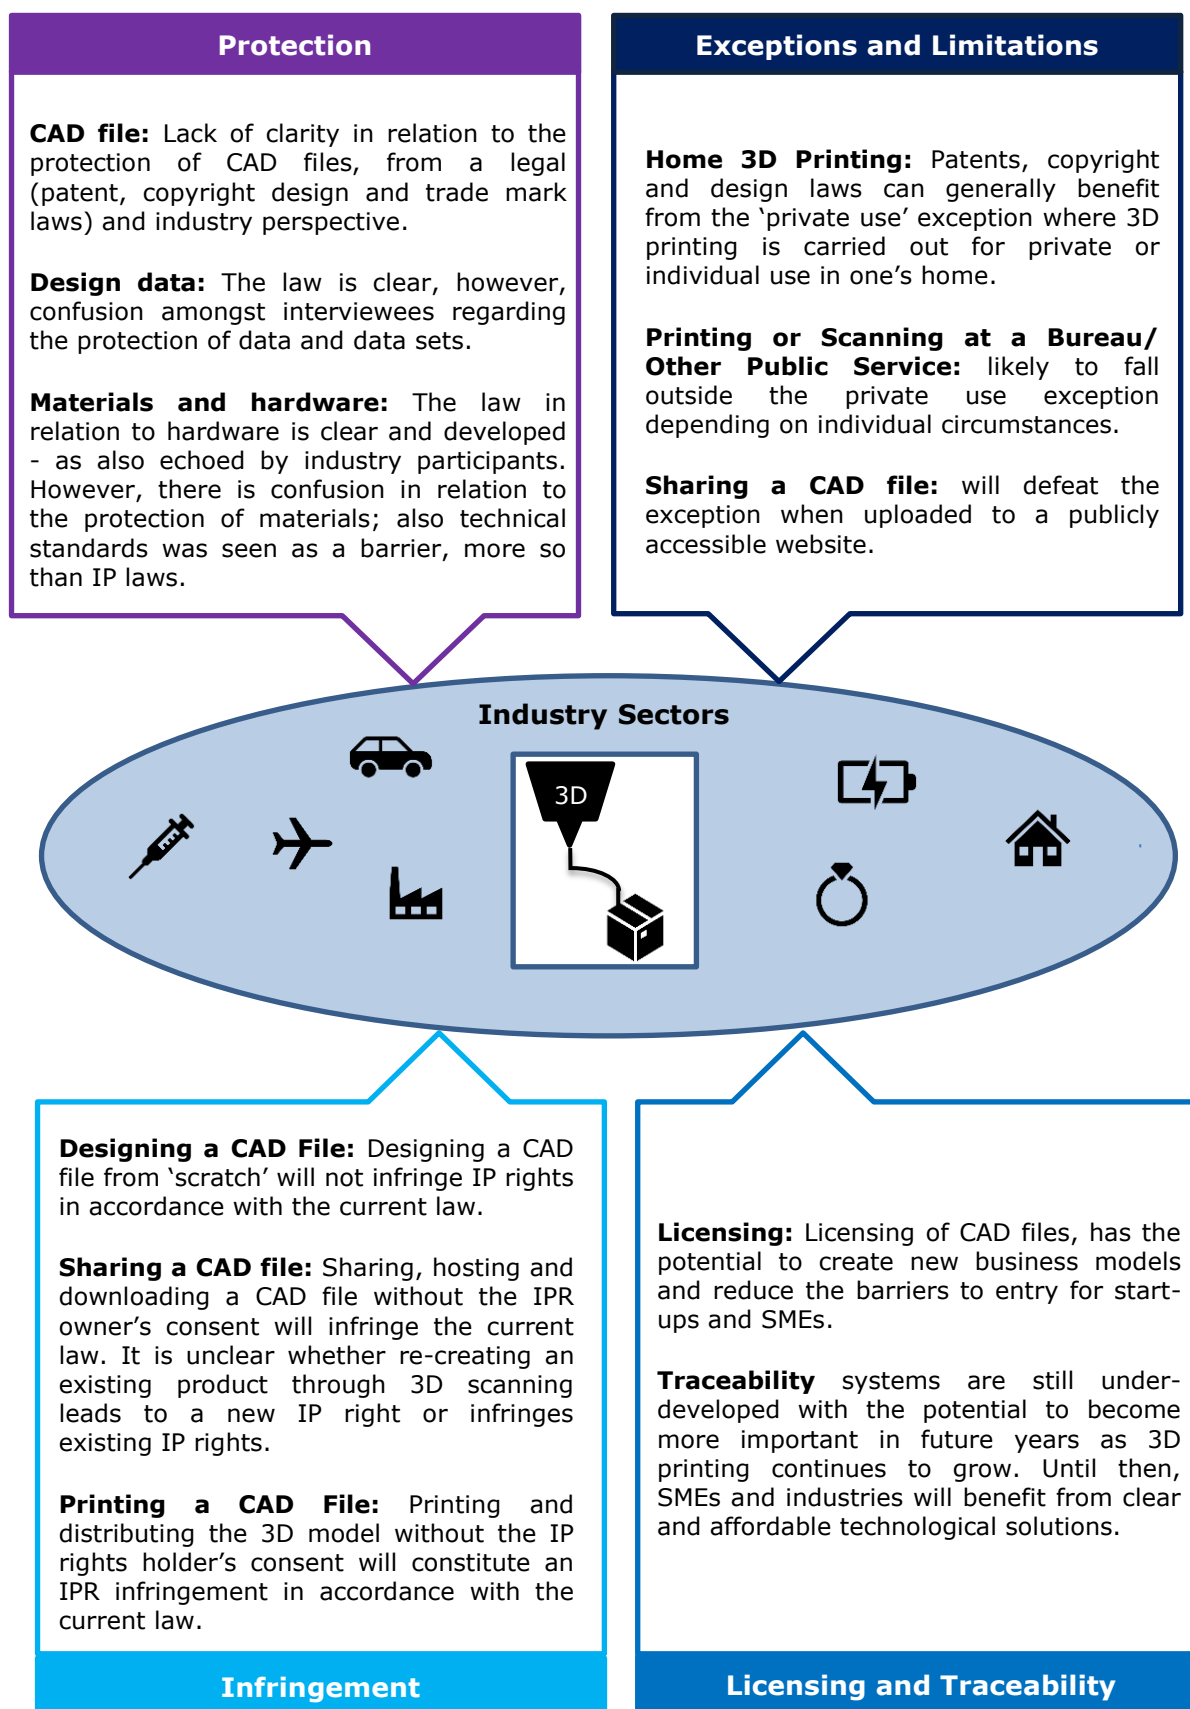 Protection
CAD file: Lack of clarity in relation to the
protection of CAD files, from a legal
(patent, copyright design and trade mark
laws) and industry perspective.
Design data: The law is clear, however,
confusion amongst interviewees regarding
the protection of data and data sets.
Materials and hardware: The law in
relation to hardware is clear and developed
- as also echoed by industry participants.
However, there is confusion in relation to
the protection of materials; also technical
standards was seen as a barrier, more so
than IP laws.
Exceptions and Limitations
Home 3D Printing: Patents, copyright
and design laws can generally benefit
from the ‘private use’ exception where 3D
printing is carried out for private or
individual use in one’s home.
Printing or Scanning at a Bureau/
Other Public Service: likely to fall
outside the private use exception
depending on individual circumstances.
Sharing a CAD file: will defeat the
exception when uploaded to a publicly
accessible website.
Industry Sectors
3D
Designing a CAD File: Designing a CAD
file from ‘scratch’ will not infringe IP rights
in accordance with the current law.
Sharing a CAD file: Sharing, hosting and
downloading a CAD file without the IPR
owner’s consent will infringe the current
law. It is unclear whether re-creating an
existing product through 3D scanning
leads to a new IP right or infringes
existing IP rights.
Printing a CAD File: Printing and
distributing the 3D model without the IP
rights holder’s consent will constitute an
IPR infringement in accordance with the
current law.
Infringement
Licensing: Licensing of CAD files, has the
potential to create new business models
and reduce the barriers to entry for start-
ups and SMEs.
Traceability systems are still under-
developed with the potential to become
more important in future years as 3D
printing continues to grow. Until then,
SMEs and industries will benefit from clear
and affordable technological solutions.
Licensing and Traceability